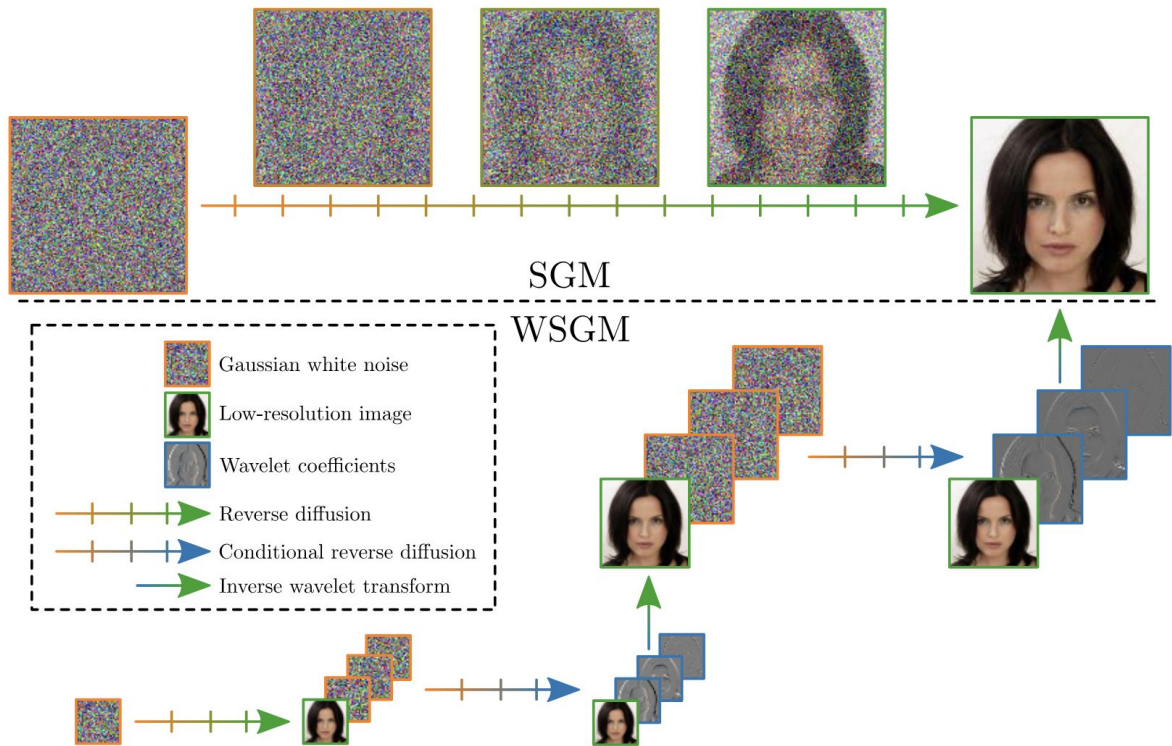 SGM
WSGM
Gaussian white noise
Low-resolution image
Wavelet coefficients
Reverse diffusion
Conditional reverse diffusion
Inverse wavelet transform